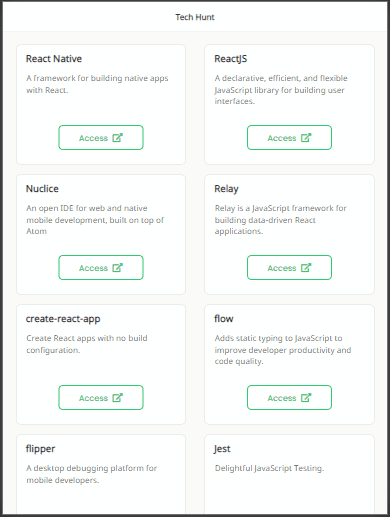 Tech Hunt
React Native
A framework for building native apps
with React.
Access
ReactJS
A declarative, efficient, and flexible
JavaScript library for building user
interfaces.
Access
Nuclice
An open IDE for web and native
mobile development, built on top of
Atom
Access
Relay
Relay is a JavaScript framework for
building data-driven React
applications.
Access
create-react-app
Create React apps with no build
configuration.
Access
flow
Adds static typing to JavaScript to
improve developer productivity and
code quality.
Access
flipper
A desktop debugging platform for
mobile developers.
Jest
Delightful JavaScript Testing.